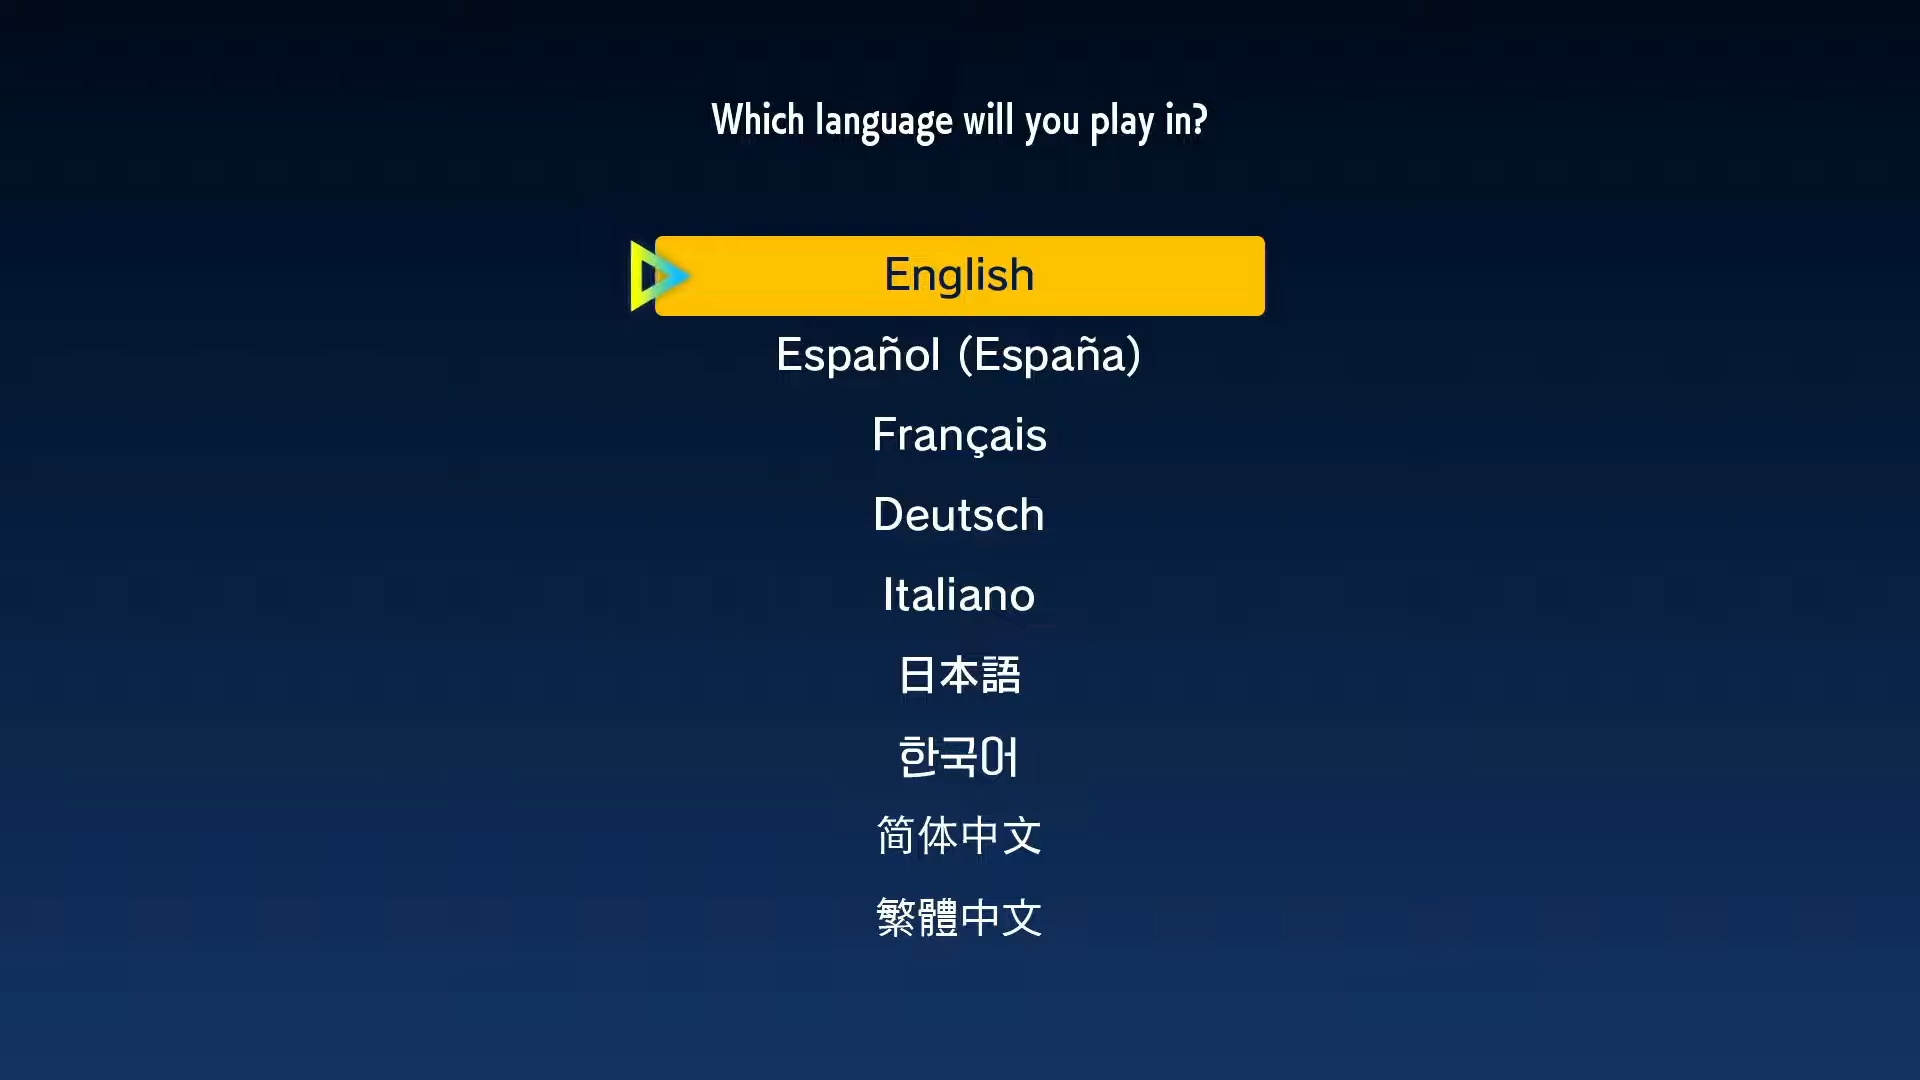 Which language will you play in?
English
Español (España)
Français
Deutsch
Italiano
日本語
한국어
简体中文
繁體中文